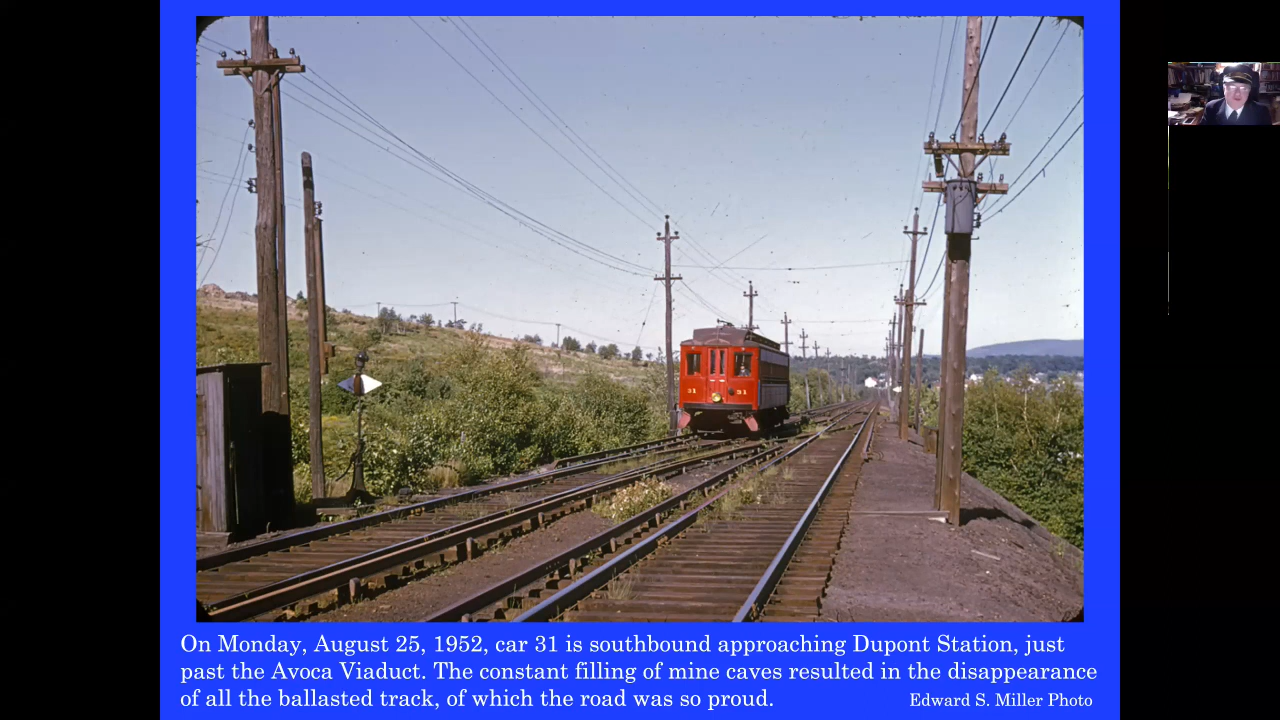 31 31
On Monday, August 25, 1952, car 31 is southbound approaching Dupont Station, just
past the Avoca Viaduct. The constant filling of mine caves resulted in the disappearance
of all the ballasted track, of which the road was so proud. Edward S. Miller Photo